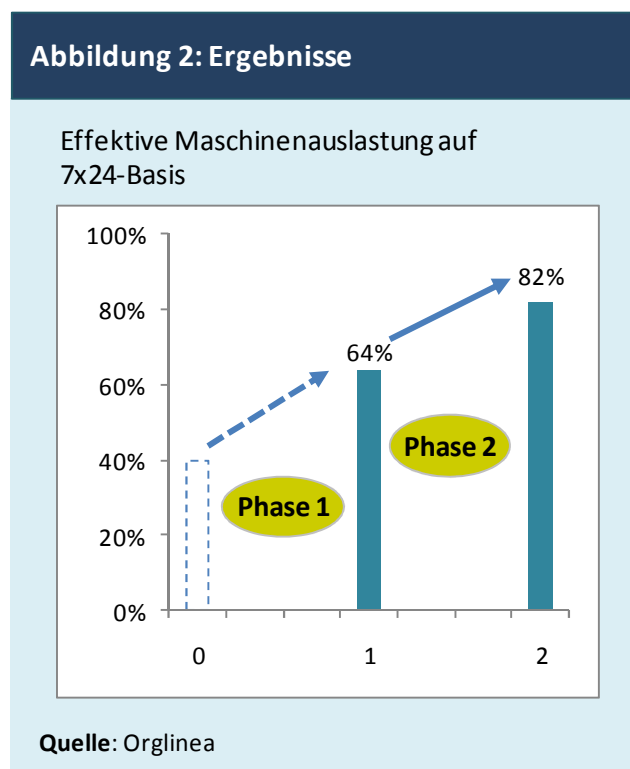 Abbildung 2: Ergebnisse
Effektive Maschinenauslastung auf
7x24-Basis
100%
80%
60%
40%
20%
0%
82%
64%
Phase 2
Phase 1
0 1 2
Quelle: Orglinea